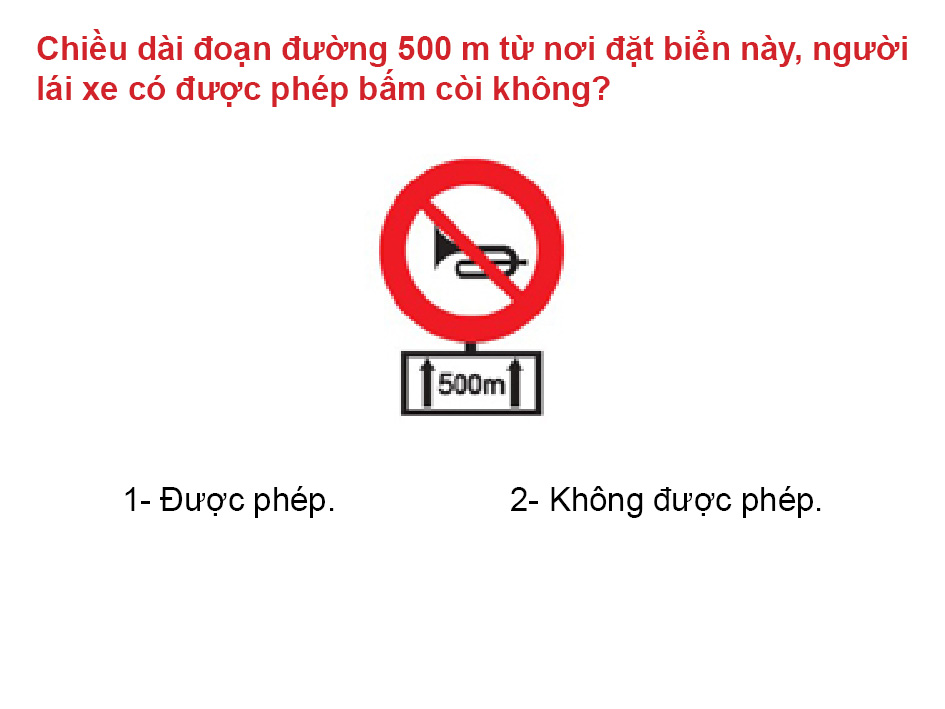 Chiều dài đoạn đường 500 m từ nơi đặt biển này, người
lái xe có được phép bấm còi không?
500m
1- Được phép.
2- Không được phép.